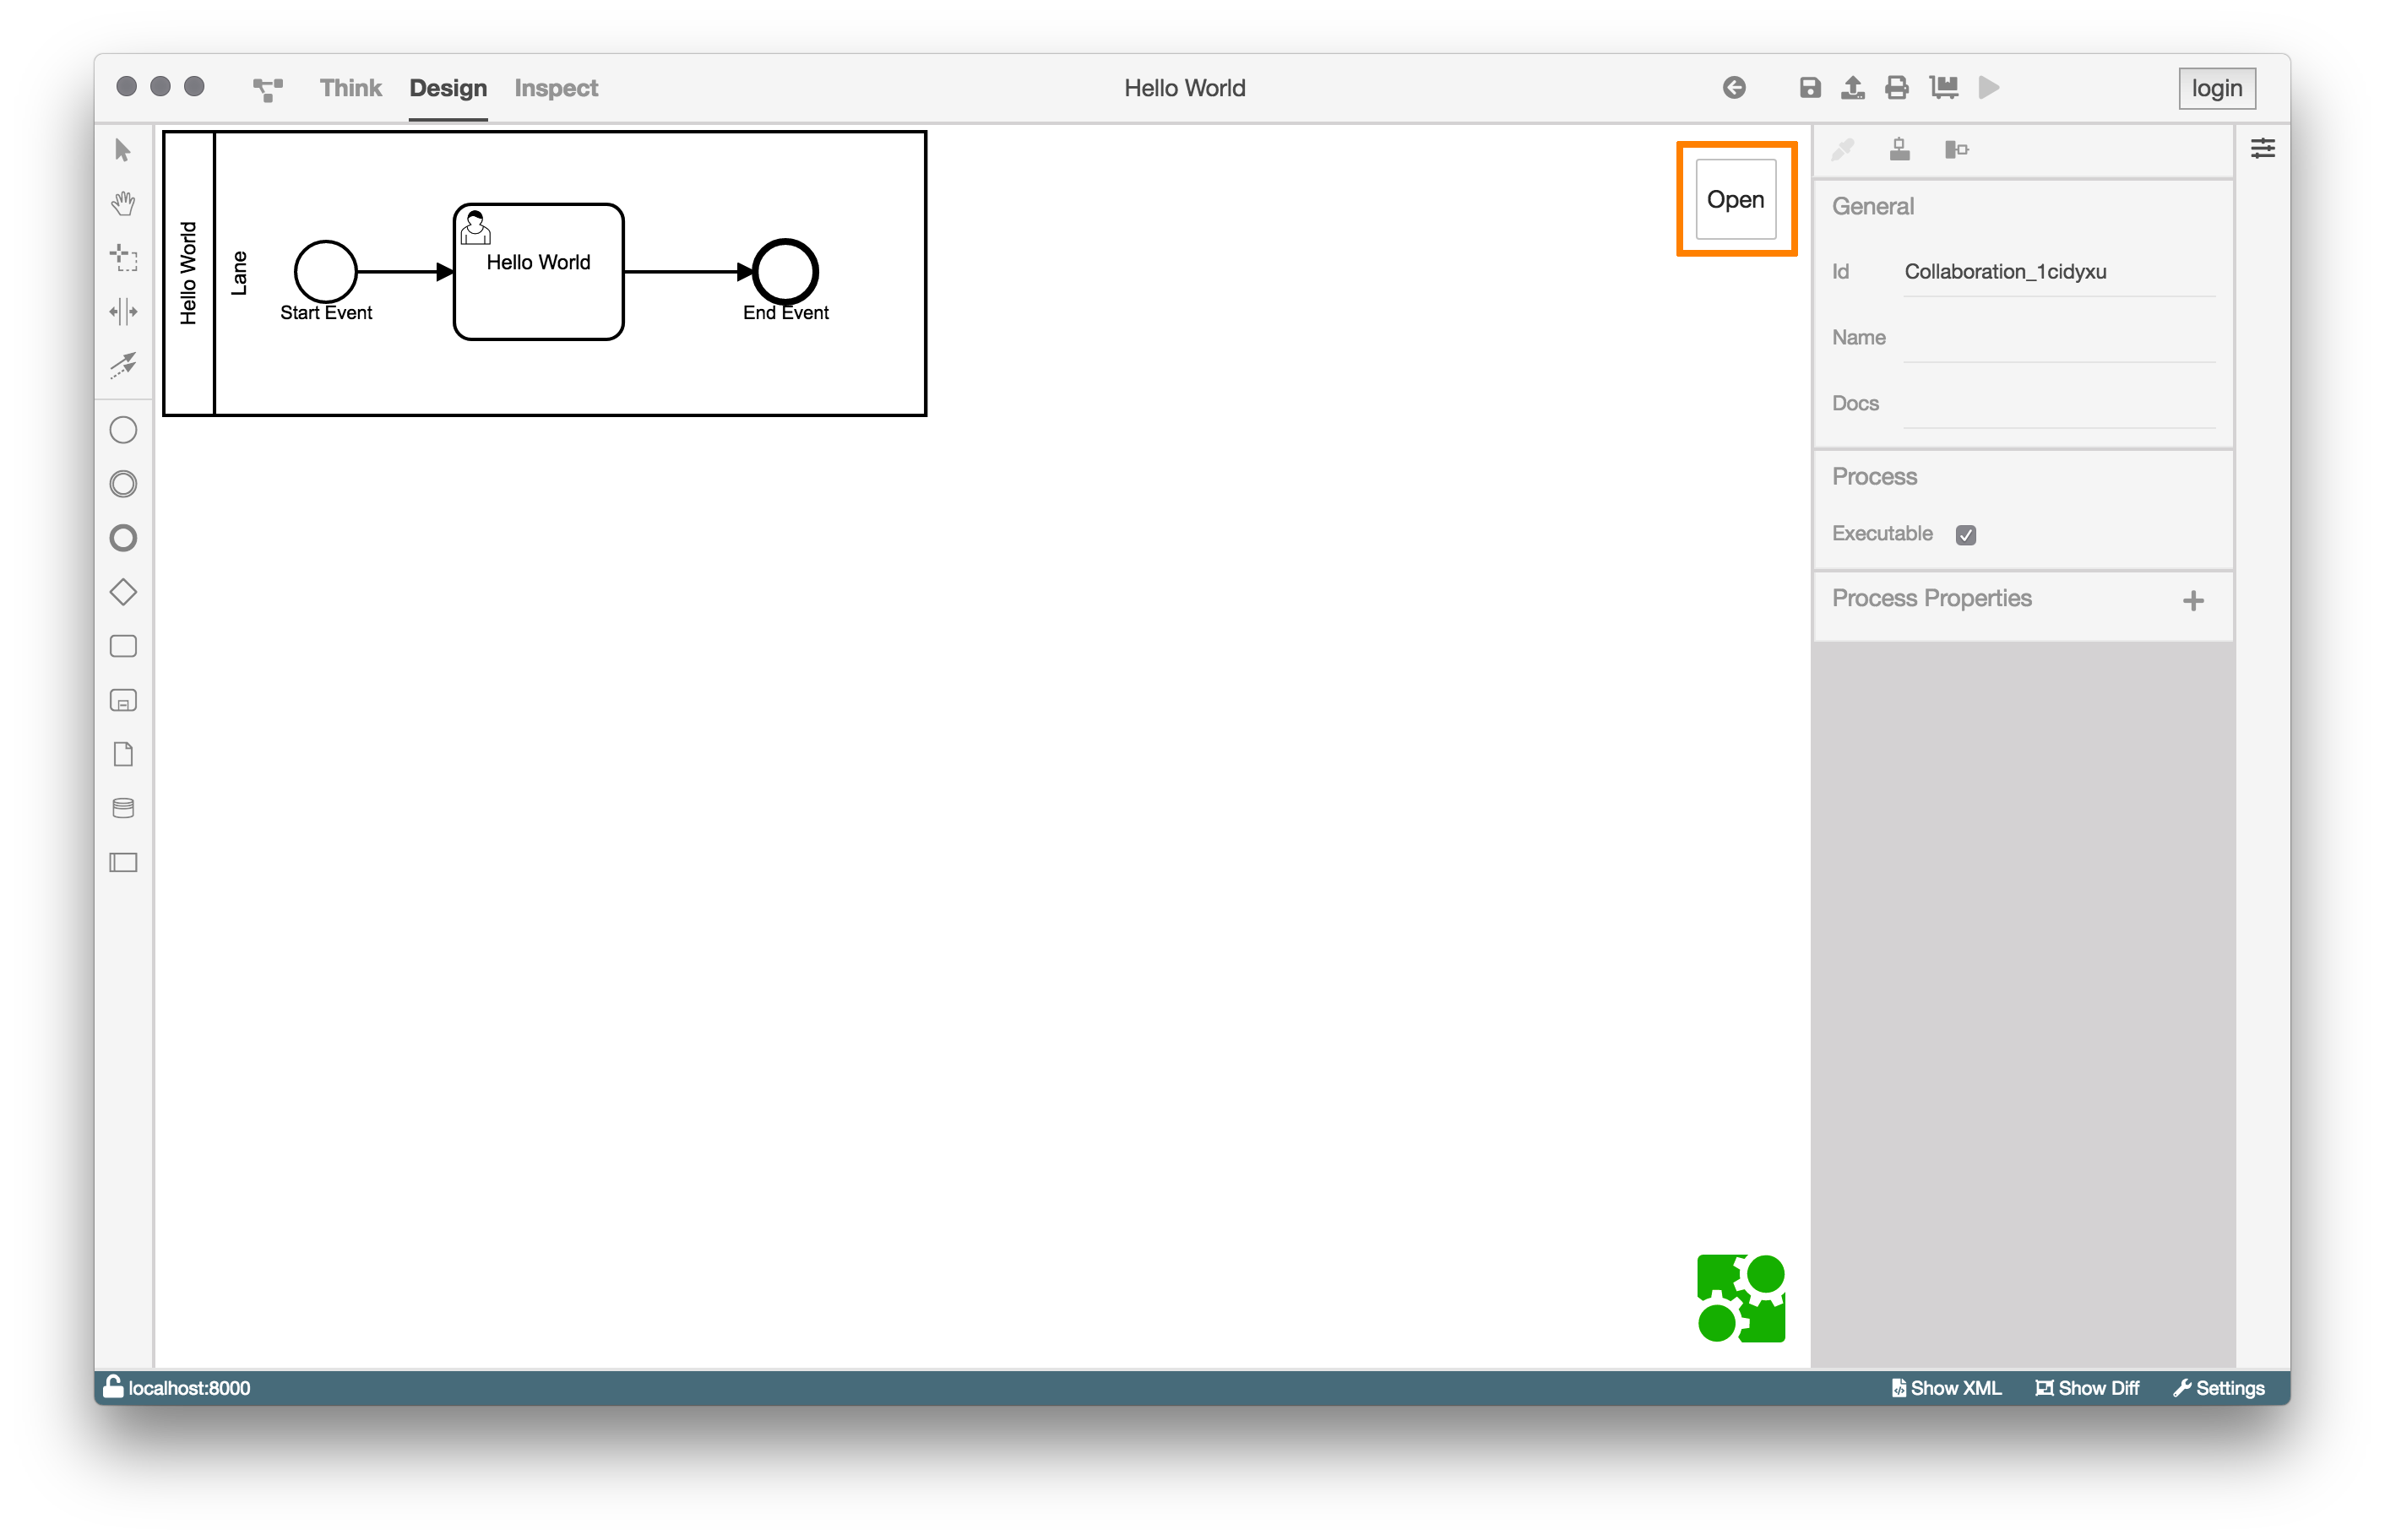 Think Design Inspect
Hello World
login
Hello World
Lane
Start Event
Hello World
End Event
Open
General
Id Collaboration_1cidyxu
Name
Docs
Process
Executable
Process Properties
localhost:8000
Show XML
Show Diff
Settings